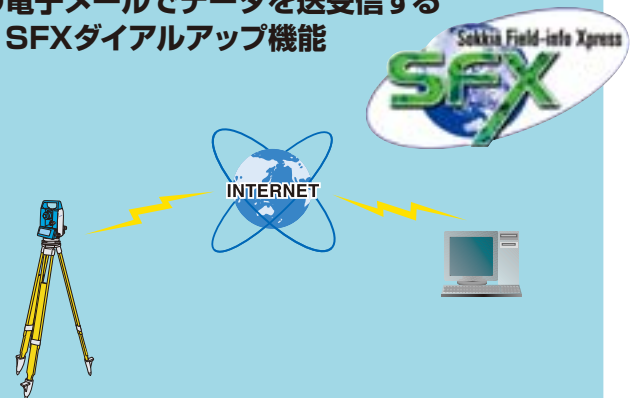 電子メールでデータを送受信する
SFXダイアルアップ機能
Sokkia Field-info Xpress
SFX
INTERNET